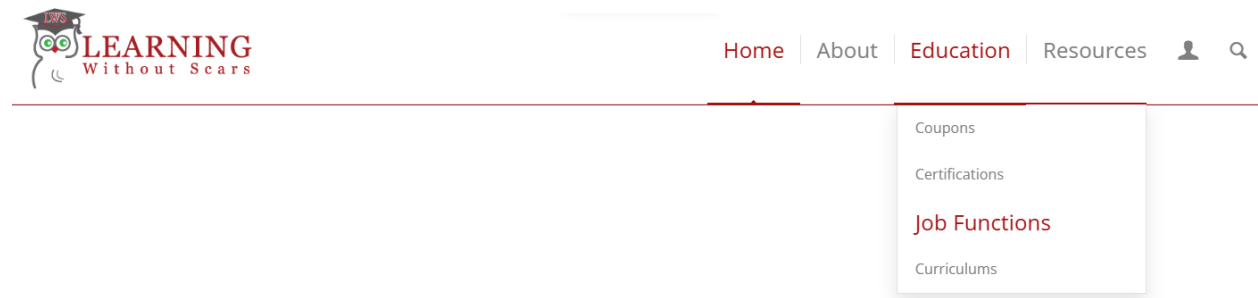 LWS
LEARNING
Without Scars
Home
About
Education
Resources
Coupons
Certifications
Job Functions
Curriculums